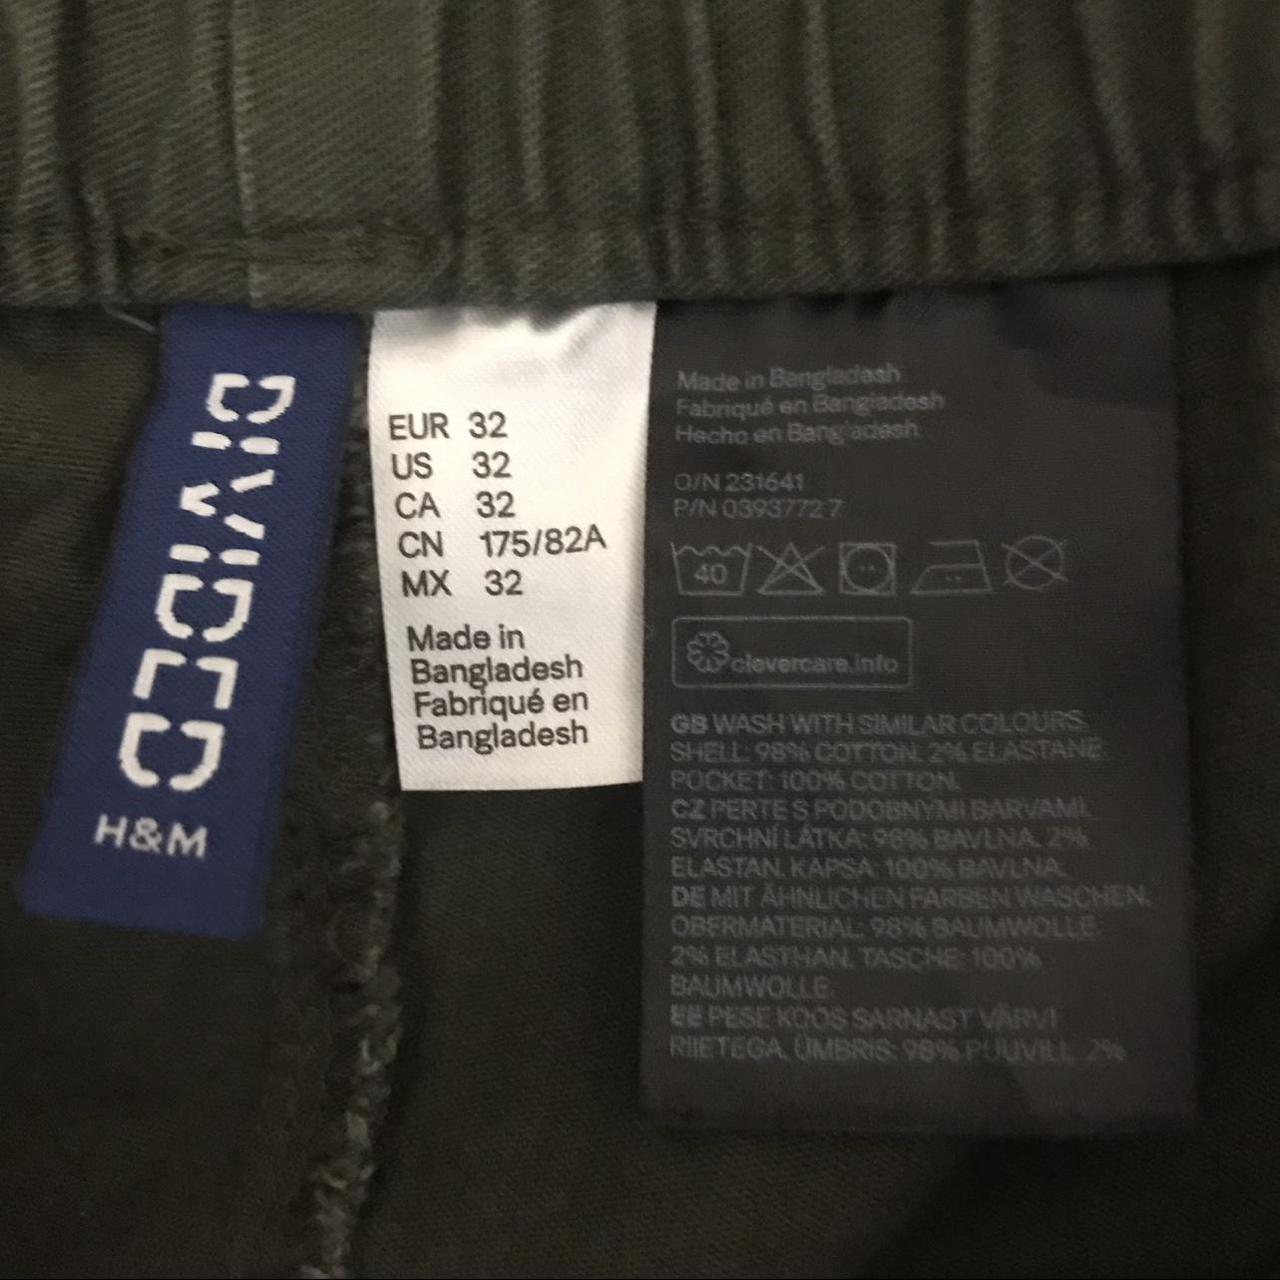 DIVIDED
H&M
EUR 32
US 32
CA 32
CN 175/82A
MX 32
Made in
Bangladesh
Fabriqué en
Bangladesh
Made in Bangladesh
Fabriqué en Bangladesh
Hecho en Bangladesh
O/N 231641
P/N 0393772 7
40
clevercare.info
GB WASH WITH SIMILAR COLOURS.
SHELL: 98% COTTON. 2% ELASTANE.
POCKET: 100% COTTON.
CZ PERTE S PODOBNÝMI BARVAMI.
SVRCHNÍ LÁTKA: 98% BAVLNA. 2%
ELASTAN. KAPSA: 100% BAVLNA.
DE MIT ÄHNLICHEN FARBEN WASCHEN.
OBERMATERIAL: 98% BAUMWOLLE.
2% ELASTHAN. TASCHE: 100%
BAUMWOLLE.
EE PESE KOOS SARNAST VÄRVI
RIIETEGA. ÜMBRIS: 98% PUUVILL. 2%